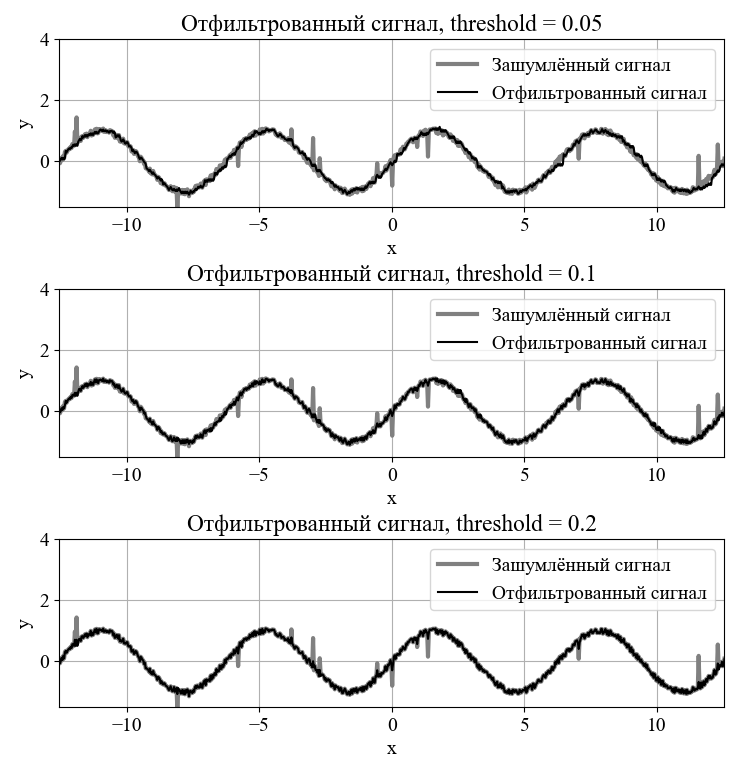 Отфильтрованный сигнал, threshold = 0.05
4
2
0
y
Зашумлённый сигнал
Отфильтрованный сигнал
−10 −5 0 5 10
x
Отфильтрованный сигнал, threshold = 0.1
4
2
0
y
Зашумлённый сигнал
Отфильтрованный сигнал
−10 −5 0 5 10
x
Отфильтрованный сигнал, threshold = 0.2
4
2
0
y
Зашумлённый сигнал
Отфильтрованный сигнал
−10 −5 0 5 10
x